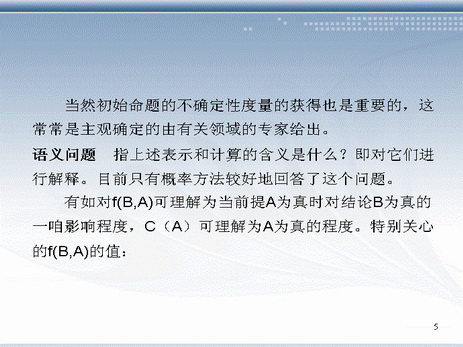 当然初始命题的不确定性度量的获得也是重要的，这
常常是主观确定的由有关领域的专家给出。
语义问题 指上述表示和计算的含义是什么？即对它们进
行解释。目前只有概率方法较好地回答了这个问题。
有如对f(B,A)可理解为当前提A为真时对结论B为真的
一咱影响程度，C（A）可理解为A为真的程度。特别关心
的f(B,A)的值：
5